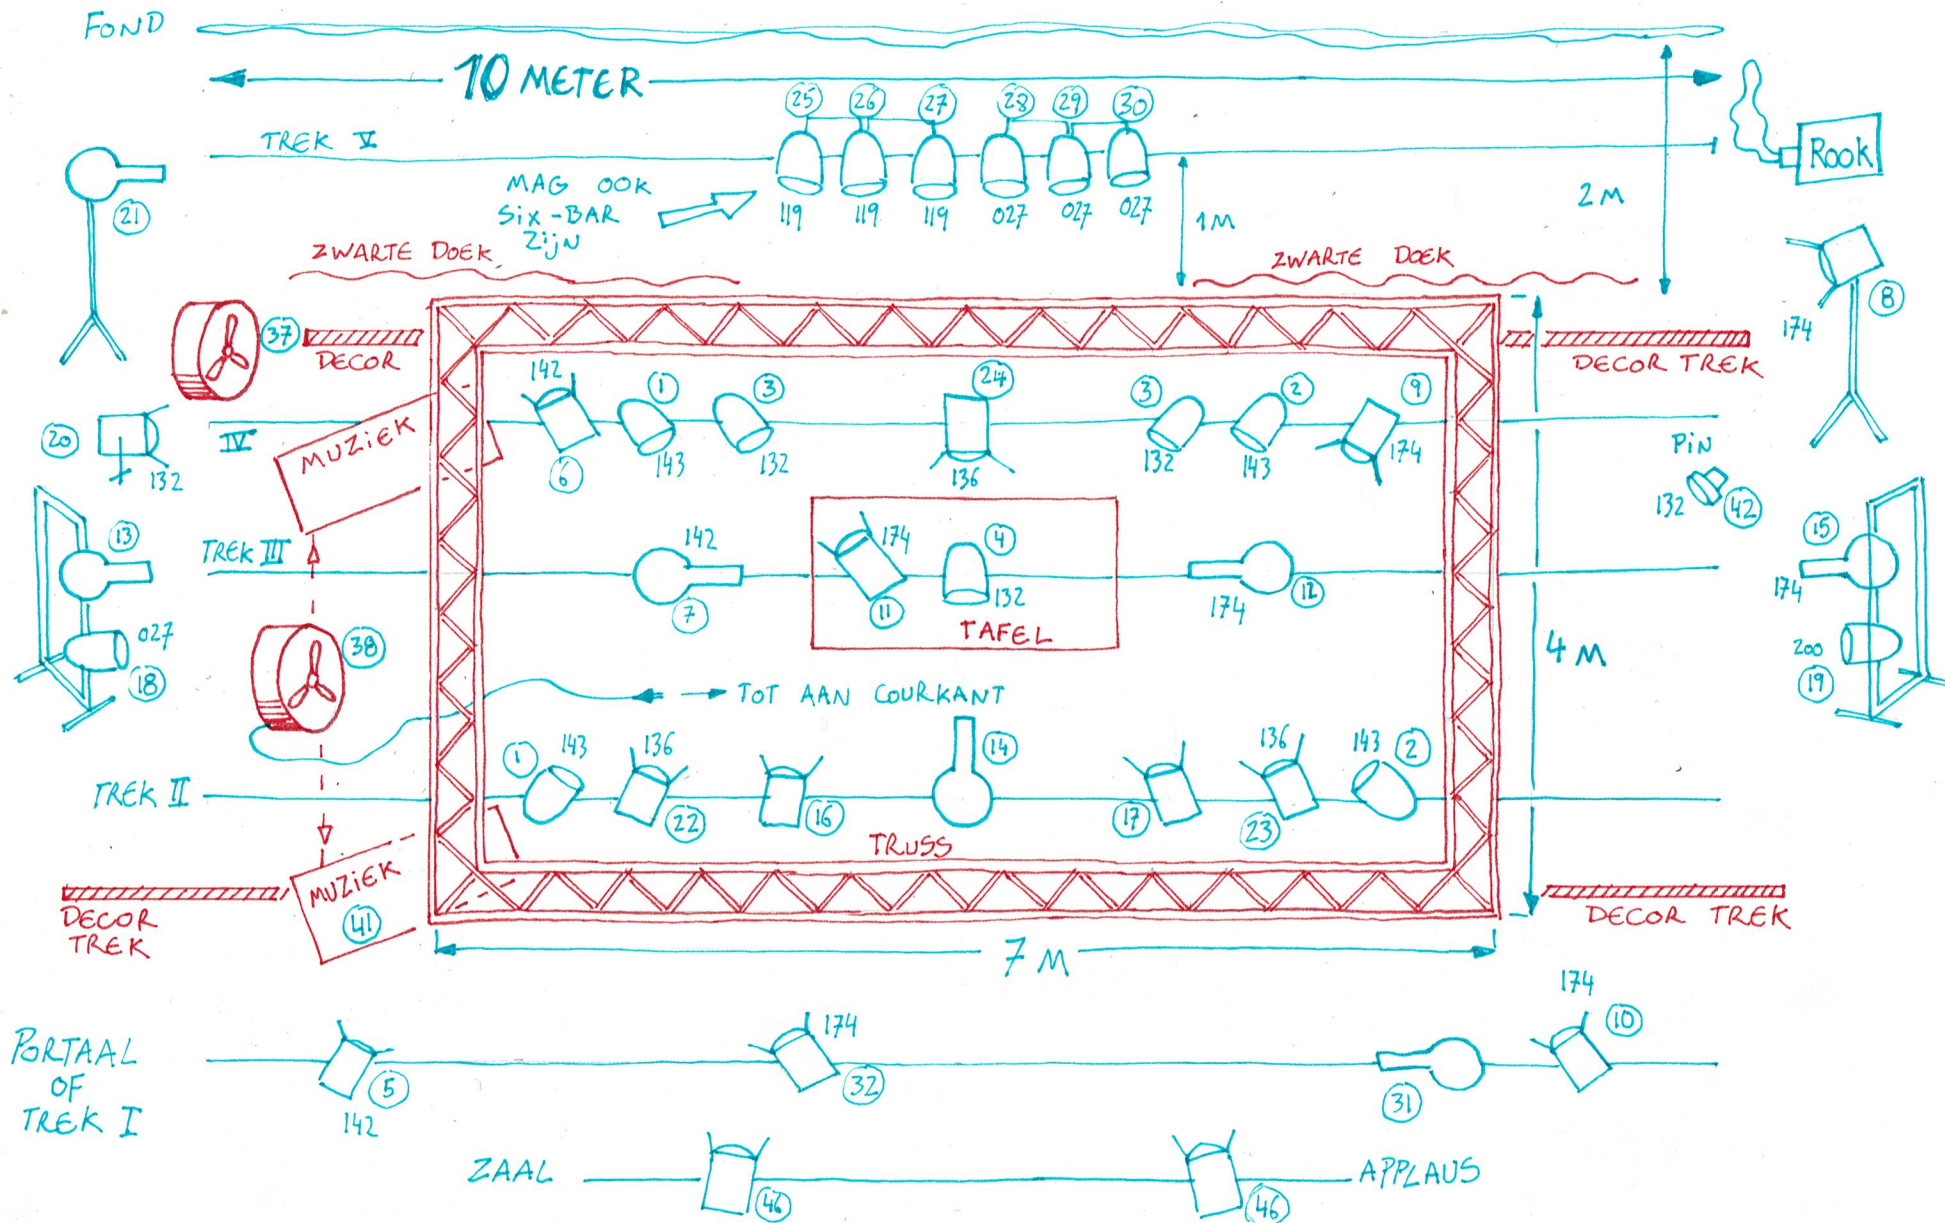 FOND
10 METER
25 26 27 28 29 30
TREK V
Rook
MAG OOK
SIX-BAR
ZIJN
119 119 119 027 027 027
1M
2M
21
ZWARTE DOEK
ZWARTE DOEK
8
174
37
DECOR
DECOR TREK
142 1 3 24 3 2 9
20
132
IV
MUZIEK
6 143 132 136 132 143 174
PIN
132 42
13
TREK III
142
7
174
11
4
132
TAFEL
174
12
15
174
027
18
38
4 M
200
19
TOT AAN COURKANT
TREK II
1 143 136 14 136 143 2
22 16 17 23
TRUSS
MUZIEK
41
DECOR
TREK
DECOR TREK
7 M
PORTAAL
OF
TREK I
5
142
174
32
31
174
10
ZAAL
46
46
APPLAUS